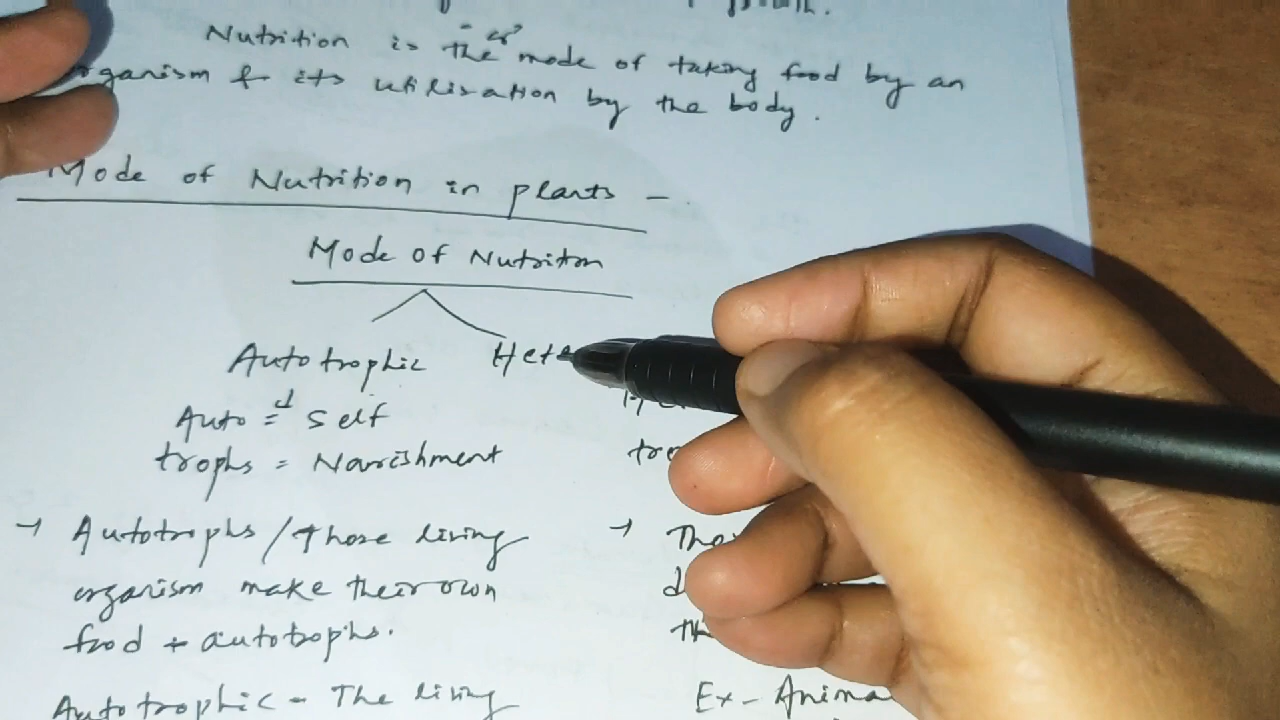 Nutrition is the mode of taking food by an
organism & its utilisation by the body.
Mode of Nutrition in plants -
Mode of Nutrition
Autotrophic Hete
Auto = Self
trophs = Nourishment
→ Autotrophs / Those living
organism make their own
food → autotrophs.
Autotrophic - The living
→
Ex - Anima